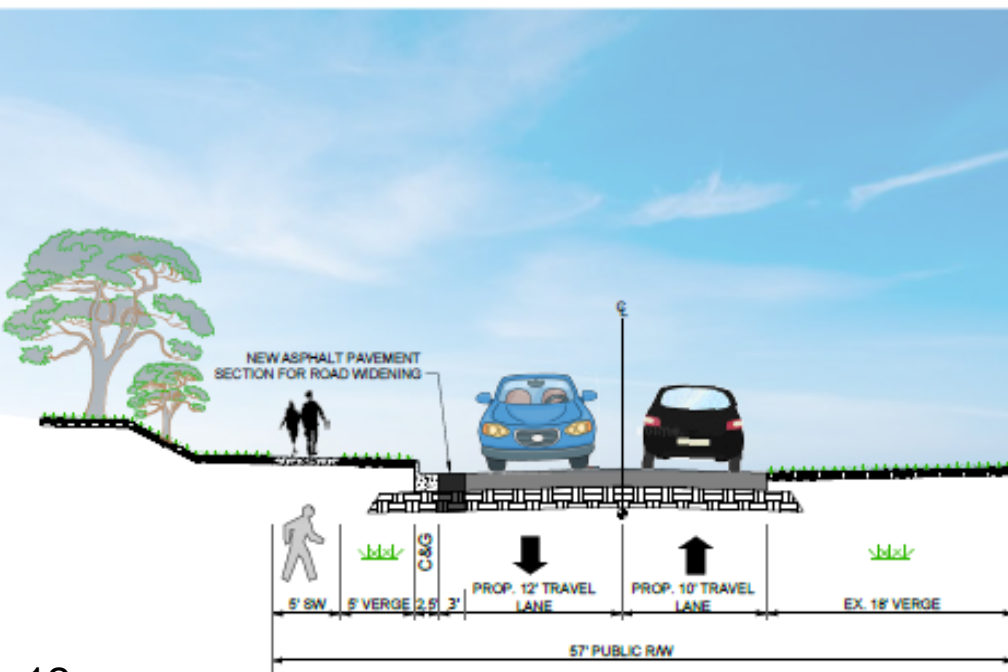 ℄
NEW ASPHALT PAVEMENT
SECTION FOR ROAD WIDENING
C&G
PROP. 12' TRAVEL
LANE
PROP. 10' TRAVEL
LANE
5' SW
5' VERGE
2.5'
3'
EX. 18' VERGE
57' PUBLIC R/W